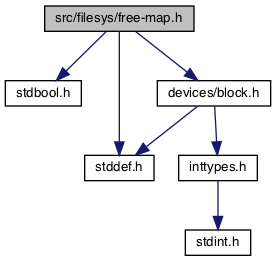 src/filesys/free-map.h
stdbool.h
devices/block.h
stddef.h
inttypes.h
stdint.h